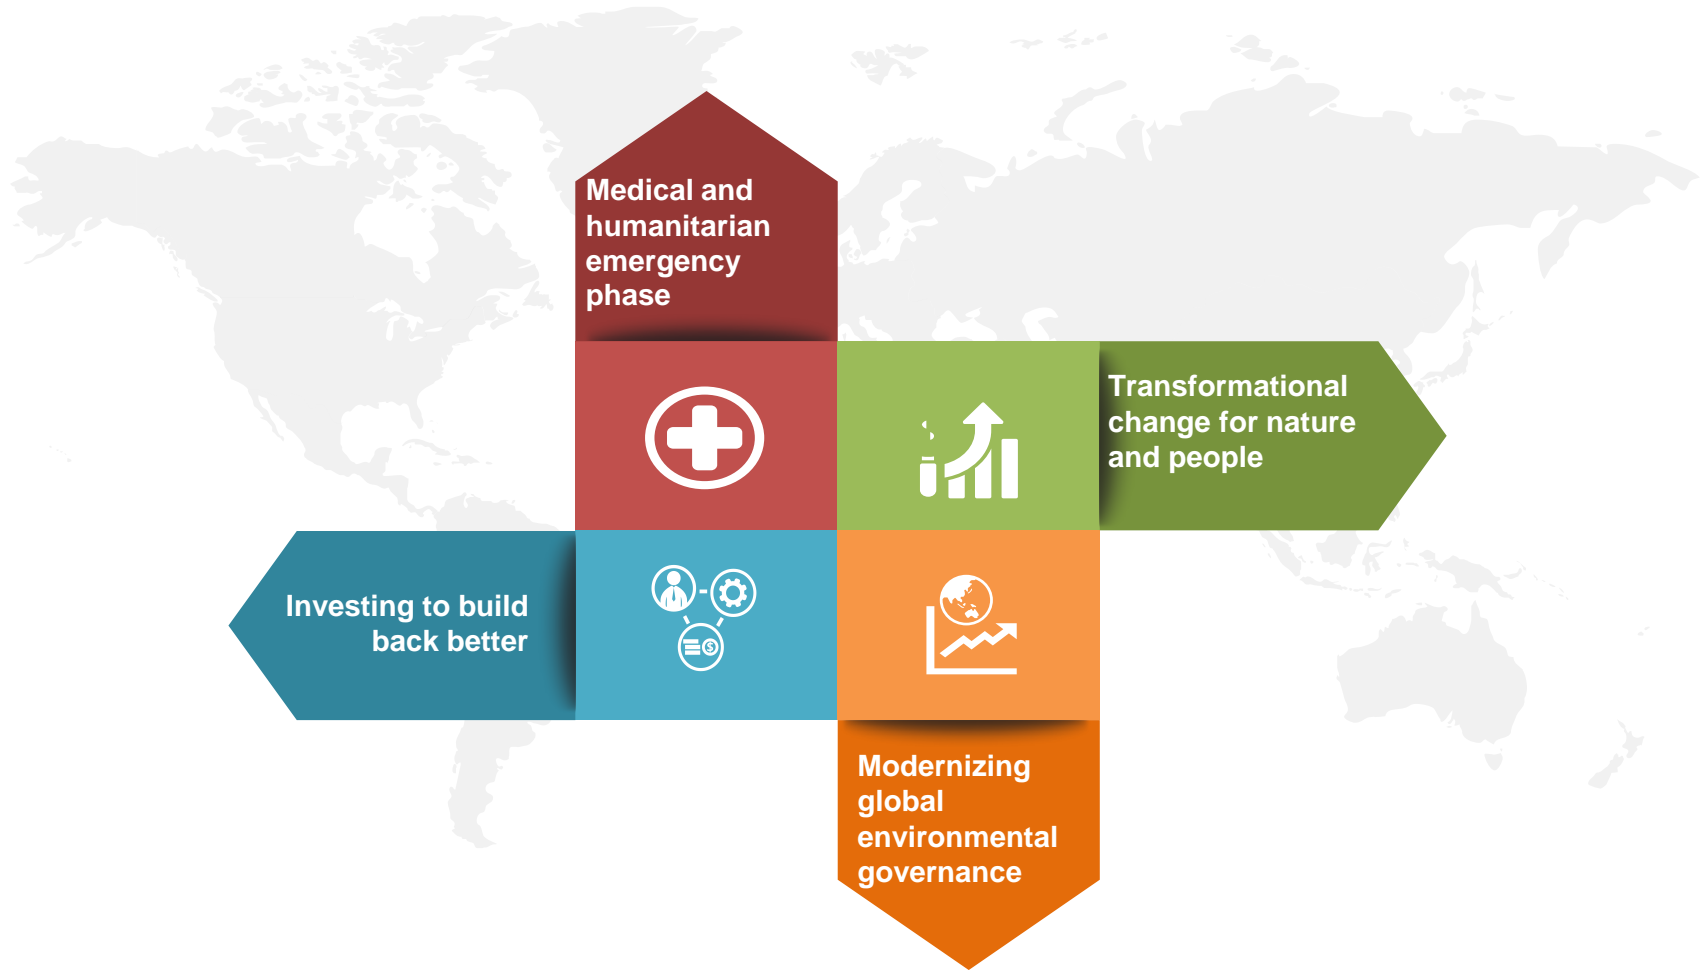 Medical and
humanitarian
emergency
phase
Transformational
change for nature
and people
Investing to build
back better
$
Modernizing
global
environmental
governance